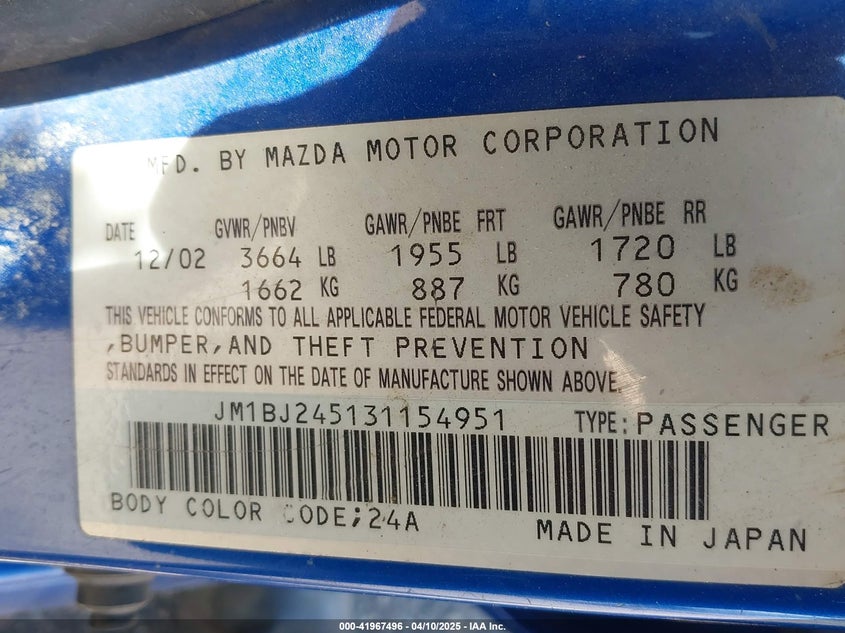 MFD. BY MAZDA MOTOR CORPORATION
DATE GVWR/PNBV GAWR/PNBE FRT GAWR/PNBE RR
12/02 3664 LB 1955 LB 1720 LB
1662 KG 887 KG 780 KG
THIS VEHICLE CONFORMS TO ALL APPLICABLE FEDERAL MOTOR VEHICLE SAFETY
,BUMPER,AND THEFT PREVENTION
STANDARDS IN EFFECT ON THE DATE OF MANUFACTURE SHOWN ABOVE.
JM1BJ245131154951 TYPE:PASSENGER
BODY COLOR CODE;24A MADE IN JAPAN
000-41967496 - 04/10/2025 - IAA Inc.